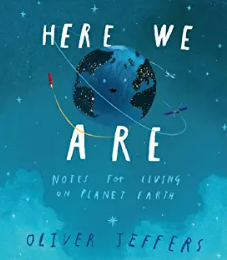 HERE WE
ARE
NOTES FOR LIVING
ON PLANET EARTH
OLIVER JEFFERS